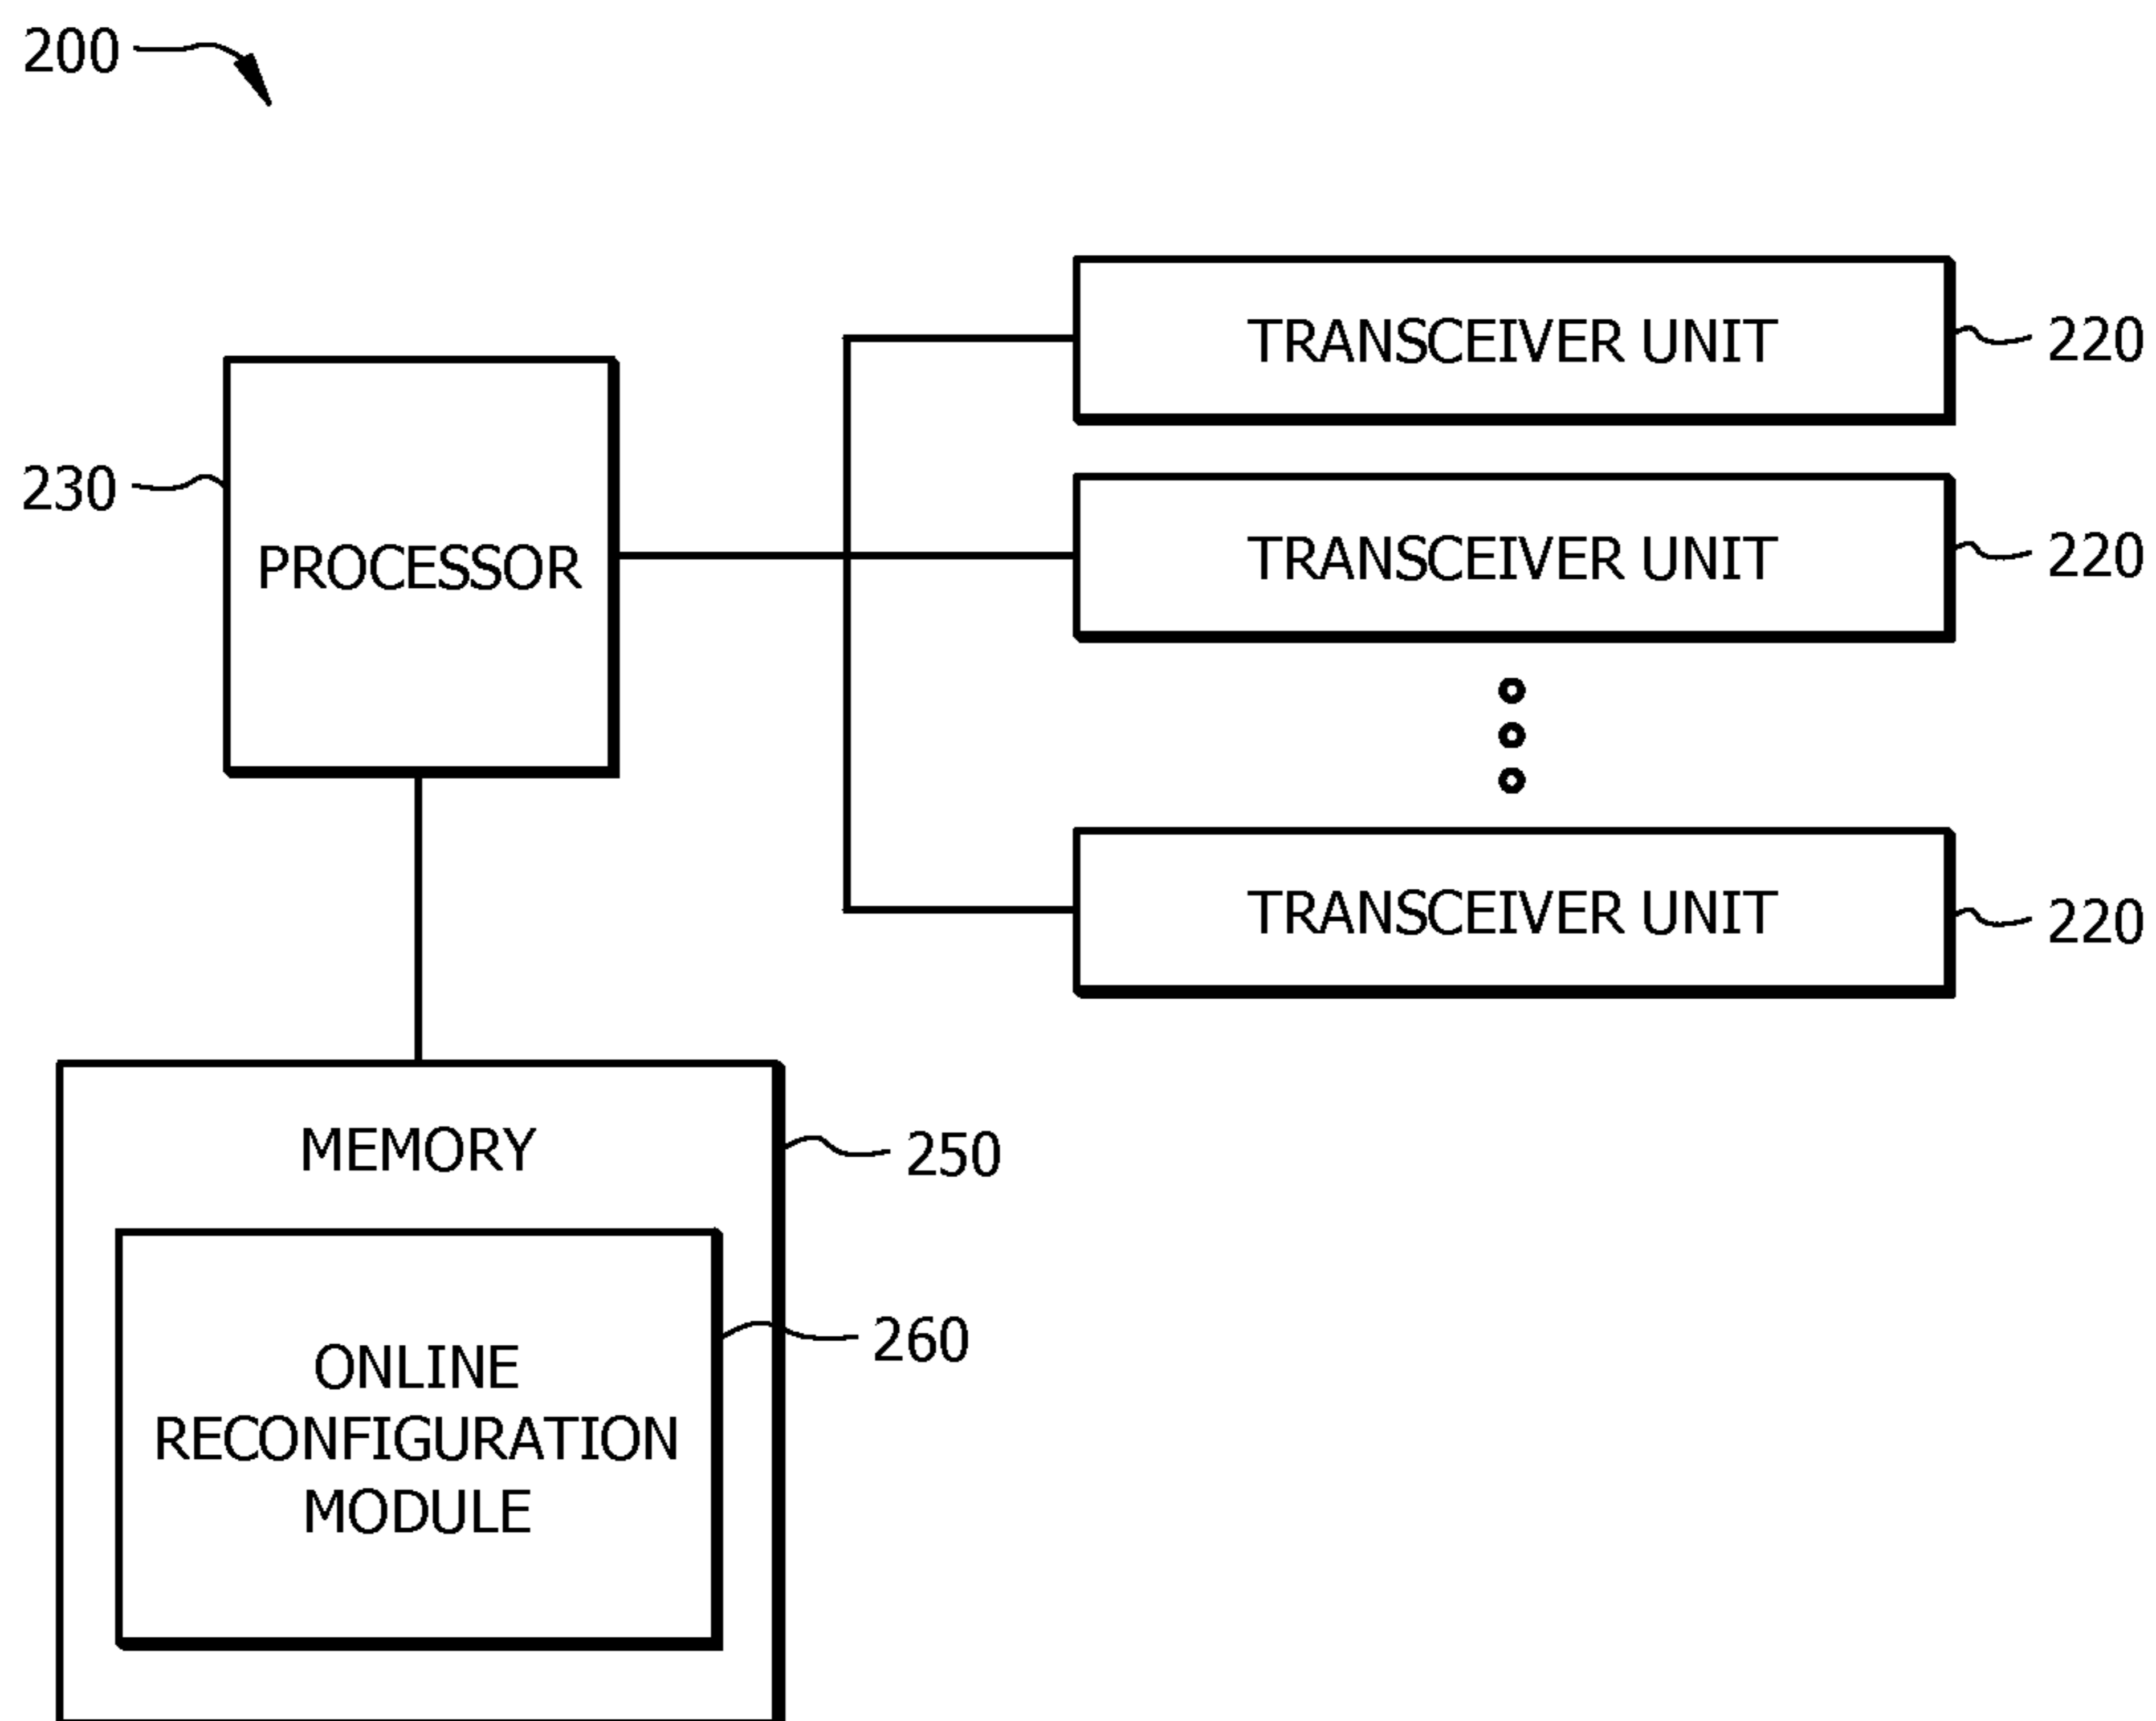 200
TRANSCEIVER UNIT
220
230
PROCESSOR
TRANSCEIVER UNIT
220
TRANSCEIVER UNIT
220
MEMORY
250
ONLINE
RECONFIGURATION
MODULE
260